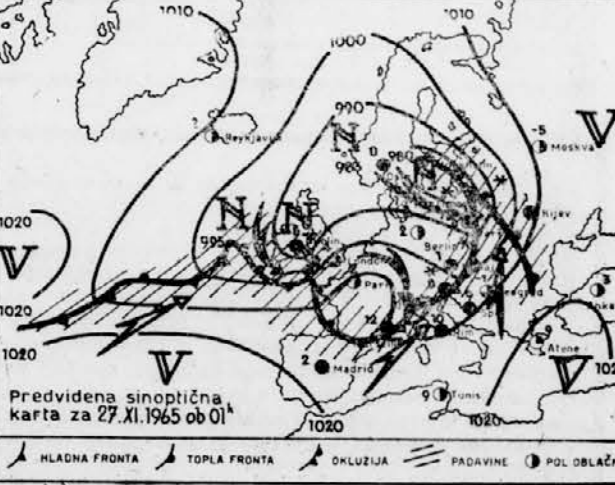 1010
1010
1000
990
980
980
N
N
N
N
V
-5
Moskva
Reykjavik
Kijev
1020
995
V
2
Berlin
London
Pariz
Beograd
1020
1020
12
V
2
Madrid
9
Tunis
Atene
V
Predvidena sinoptična
karta za 27.XI.1965 ob 01ʰ
1020
1020
HLADNA FRONTA TOPLA FRONTA OKLUZIJA PADAVINE POL OBLAČ